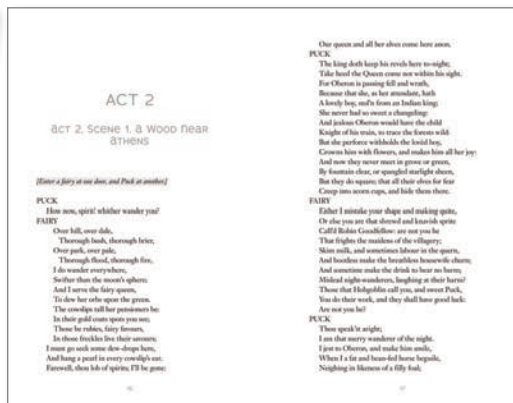 ACT 2
act 2, Scene 1. a Wood near
athens
[Enter a fairy at one door, and Puck at another.]
PUCK
How now, spirit! whither wander you?
FAIRY
Over hill, over dale,
Thorough bush, thorough brier,
Over park, over pale,
Thorough flood, thorough fire,
I do wander everywhere,
Swifter than the moon's sphere;
And I serve the fairy queen,
To dew her orbs upon the green.
The cowslips tall her pensioners be:
In their gold coats spots you see;
Those be rubies, fairy favours,
In those freckles live their savours;
I must go seek some dew-drops here,
And hang a pearl in every cowslip's ear.
Farewell, thou lob of spirits; I'll be gone:
Our queen and all her elves come here anon.
PUCK
The king doth keep his revels here to-night;
Take heed the Queen come not within his sight.
For Oberon is passing fell and wrath,
Because that she, as her attendant, hath
A lovely boy, stol'n from an Indian king;
She never had so sweet a changeling:
And jealous Oberon would have the child
Knight of his train, to trace the forests wild:
But she perforce withholds the lovèd boy,
Crowns him with flowers, and makes him all her joy:
And now they never meet in grove or green,
By fountain clear, or spangled starlight sheen,
But they do square; that all their elves for fear
Creep into acorn cups, and hide them there.
FAIRY
Either I mistake your shape and making quite,
Or else you are that shrewd and knavish sprite
Call'd Robin Goodfellow: are not you he
That frights the maidens of the villagery;
Skim milk, and sometimes labour in the quern,
And bootless make the breathless housewife churn;
And sometime make the drink to bear no barm;
Mislead night-wanderers, laughing at their harm?
Those that Hobgoblin call you, and sweet Puck,
You do their work, and they shall have good luck:
Are not you he?
PUCK
Thou speak'st aright;
I am that merry wanderer of the night.
I jest to Oberon, and make him smile,
When I a fat and bean-fed horse beguile,
Neighing in likeness of a filly foal;